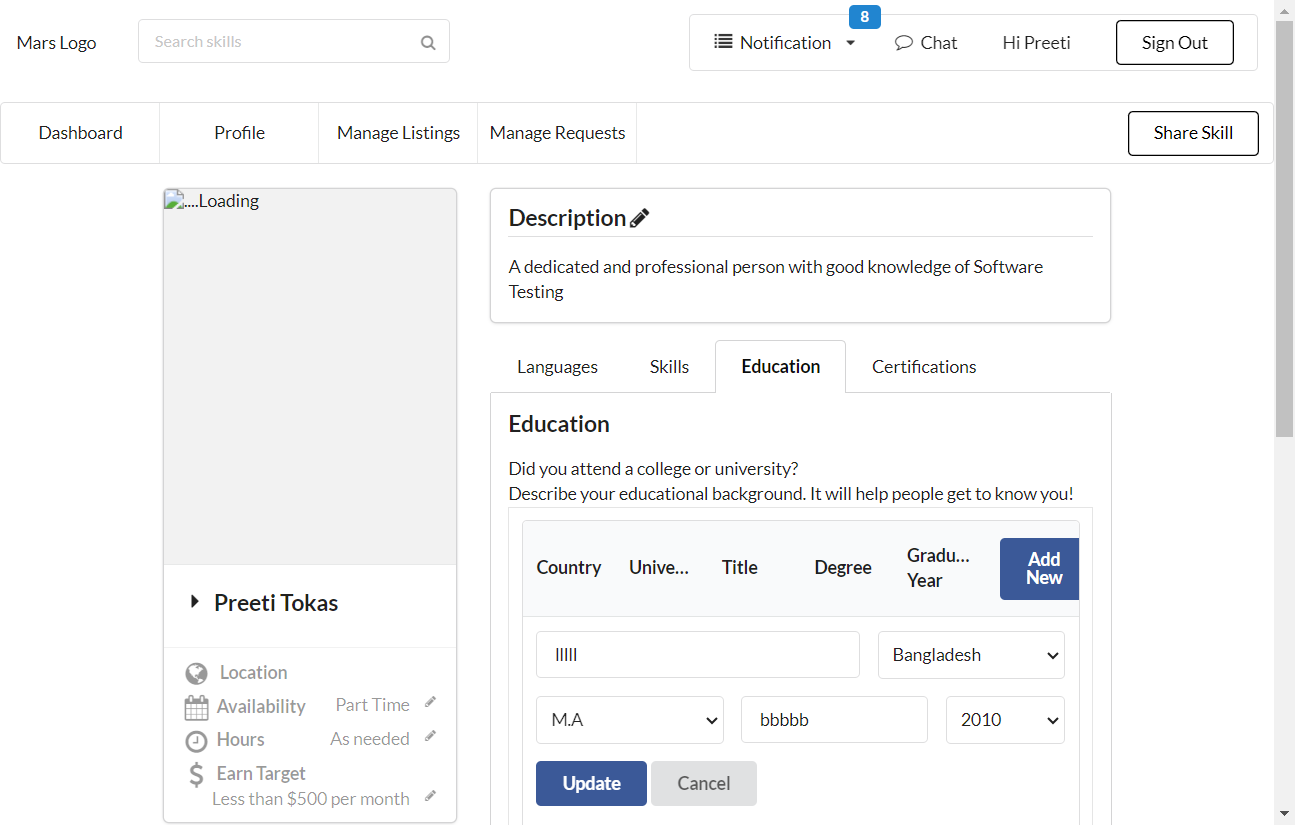 Mars Logo
Search skills
Notification
8
Chat
Hi Preeti
Sign Out
Dashboard
Profile
Manage Listings
Manage Requests
Share Skill
....Loading
Preeti Tokas
Location
Availability
Part Time
Hours
As needed
Earn Target
Less than $500 per month
Description
A dedicated and professional person with good knowledge of Software
Testing
Languages
Skills
Education
Certifications
Education
Did you attend a college or university?
Describe your educational background. It will help people get to know you!
Country
Unive...
Title
Degree
Gradu...
Year
Add
New
Bangladesh
M.A
bbbbb
2010
Update
Cancel